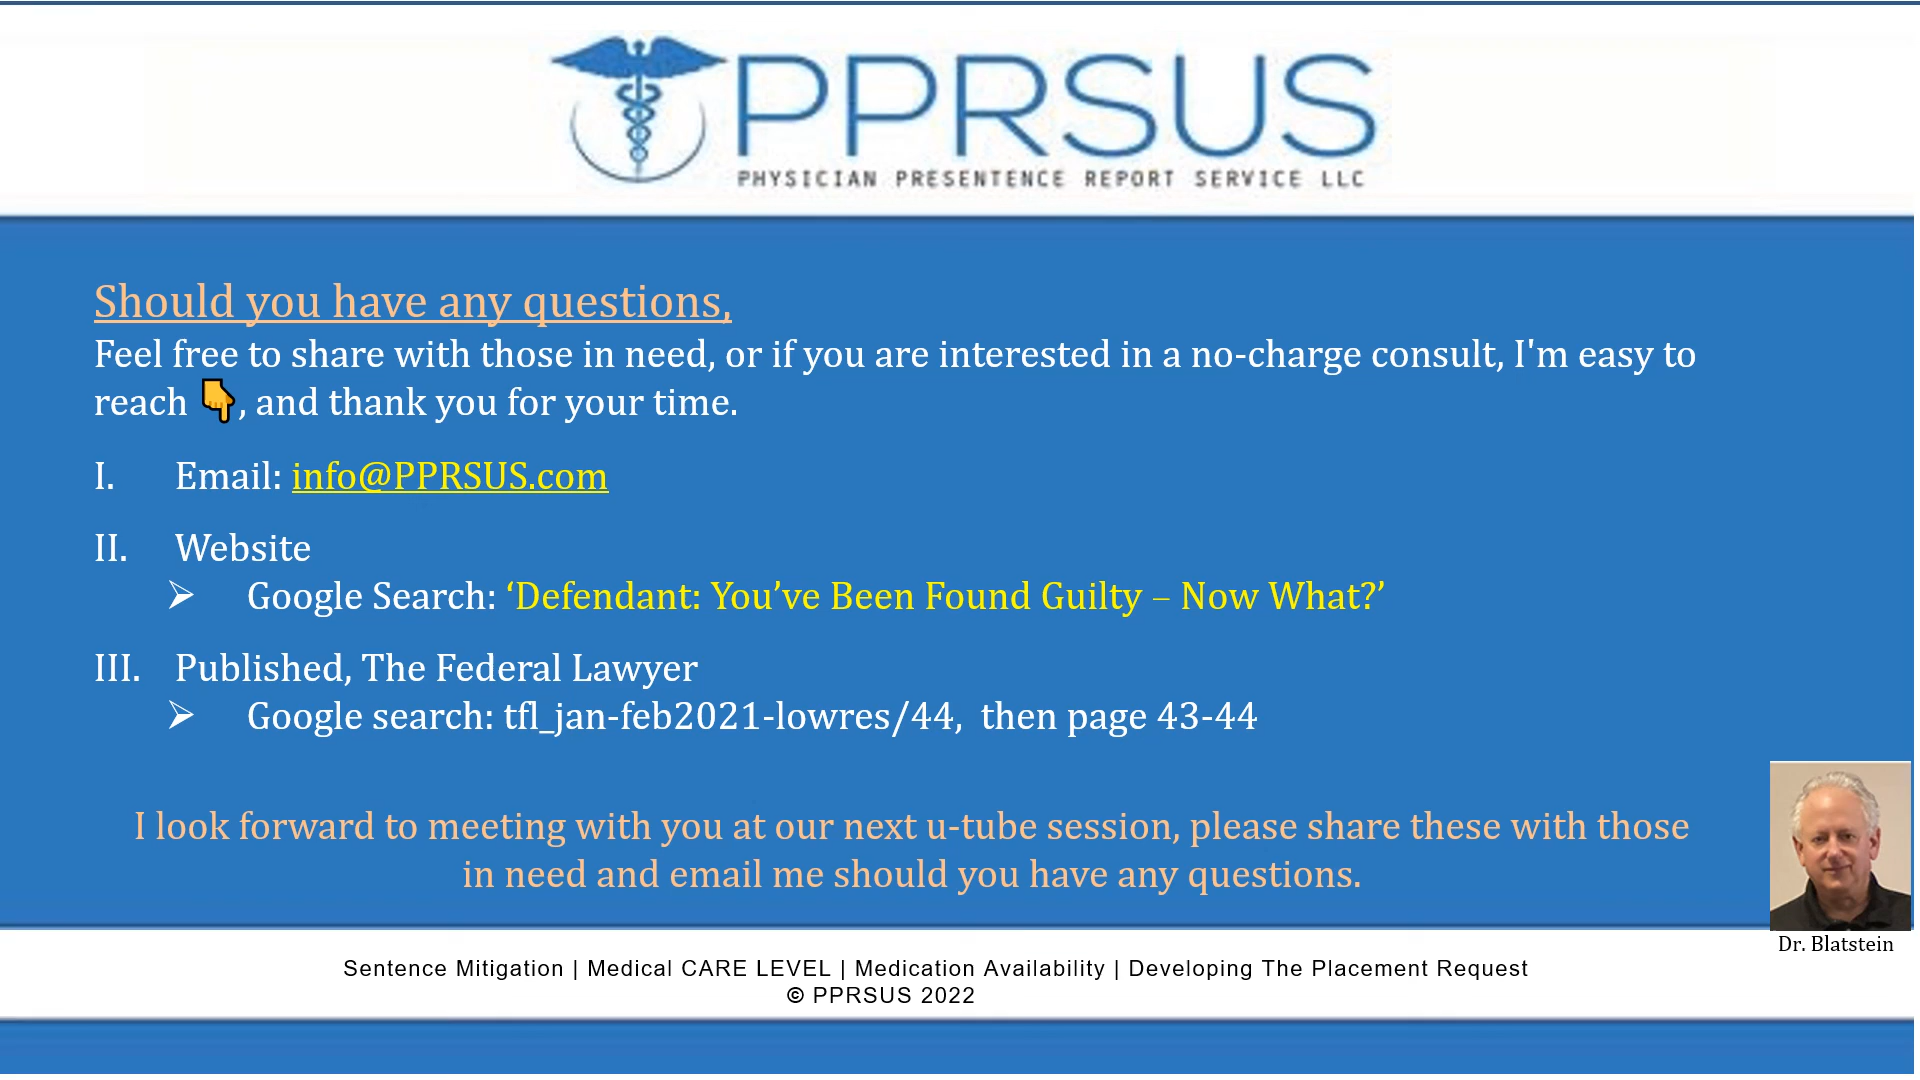 PPRSUS
PHYSICIAN PRESENTENCE REPORT SERVICE LLC
Should you have any questions,
Feel free to share with those in need, or if you are interested in a no-charge consult, I'm easy to
reach 👇, and thank you for your time.
I. Email: info@PPRSUS.com
II. Website
➢ Google Search: ‘Defendant: You’ve Been Found Guilty – Now What?’
III. Published, The Federal Lawyer
➢ Google search: tfl_jan-feb2021-lowres/44, then page 43-44
I look forward to meeting with you at our next u-tube session, please share these with those
in need and email me should you have any questions.
Dr. Blatstein
Sentence Mitigation | Medical CARE LEVEL | Medication Availability | Developing The Placement Request
© PPRSUS 2022